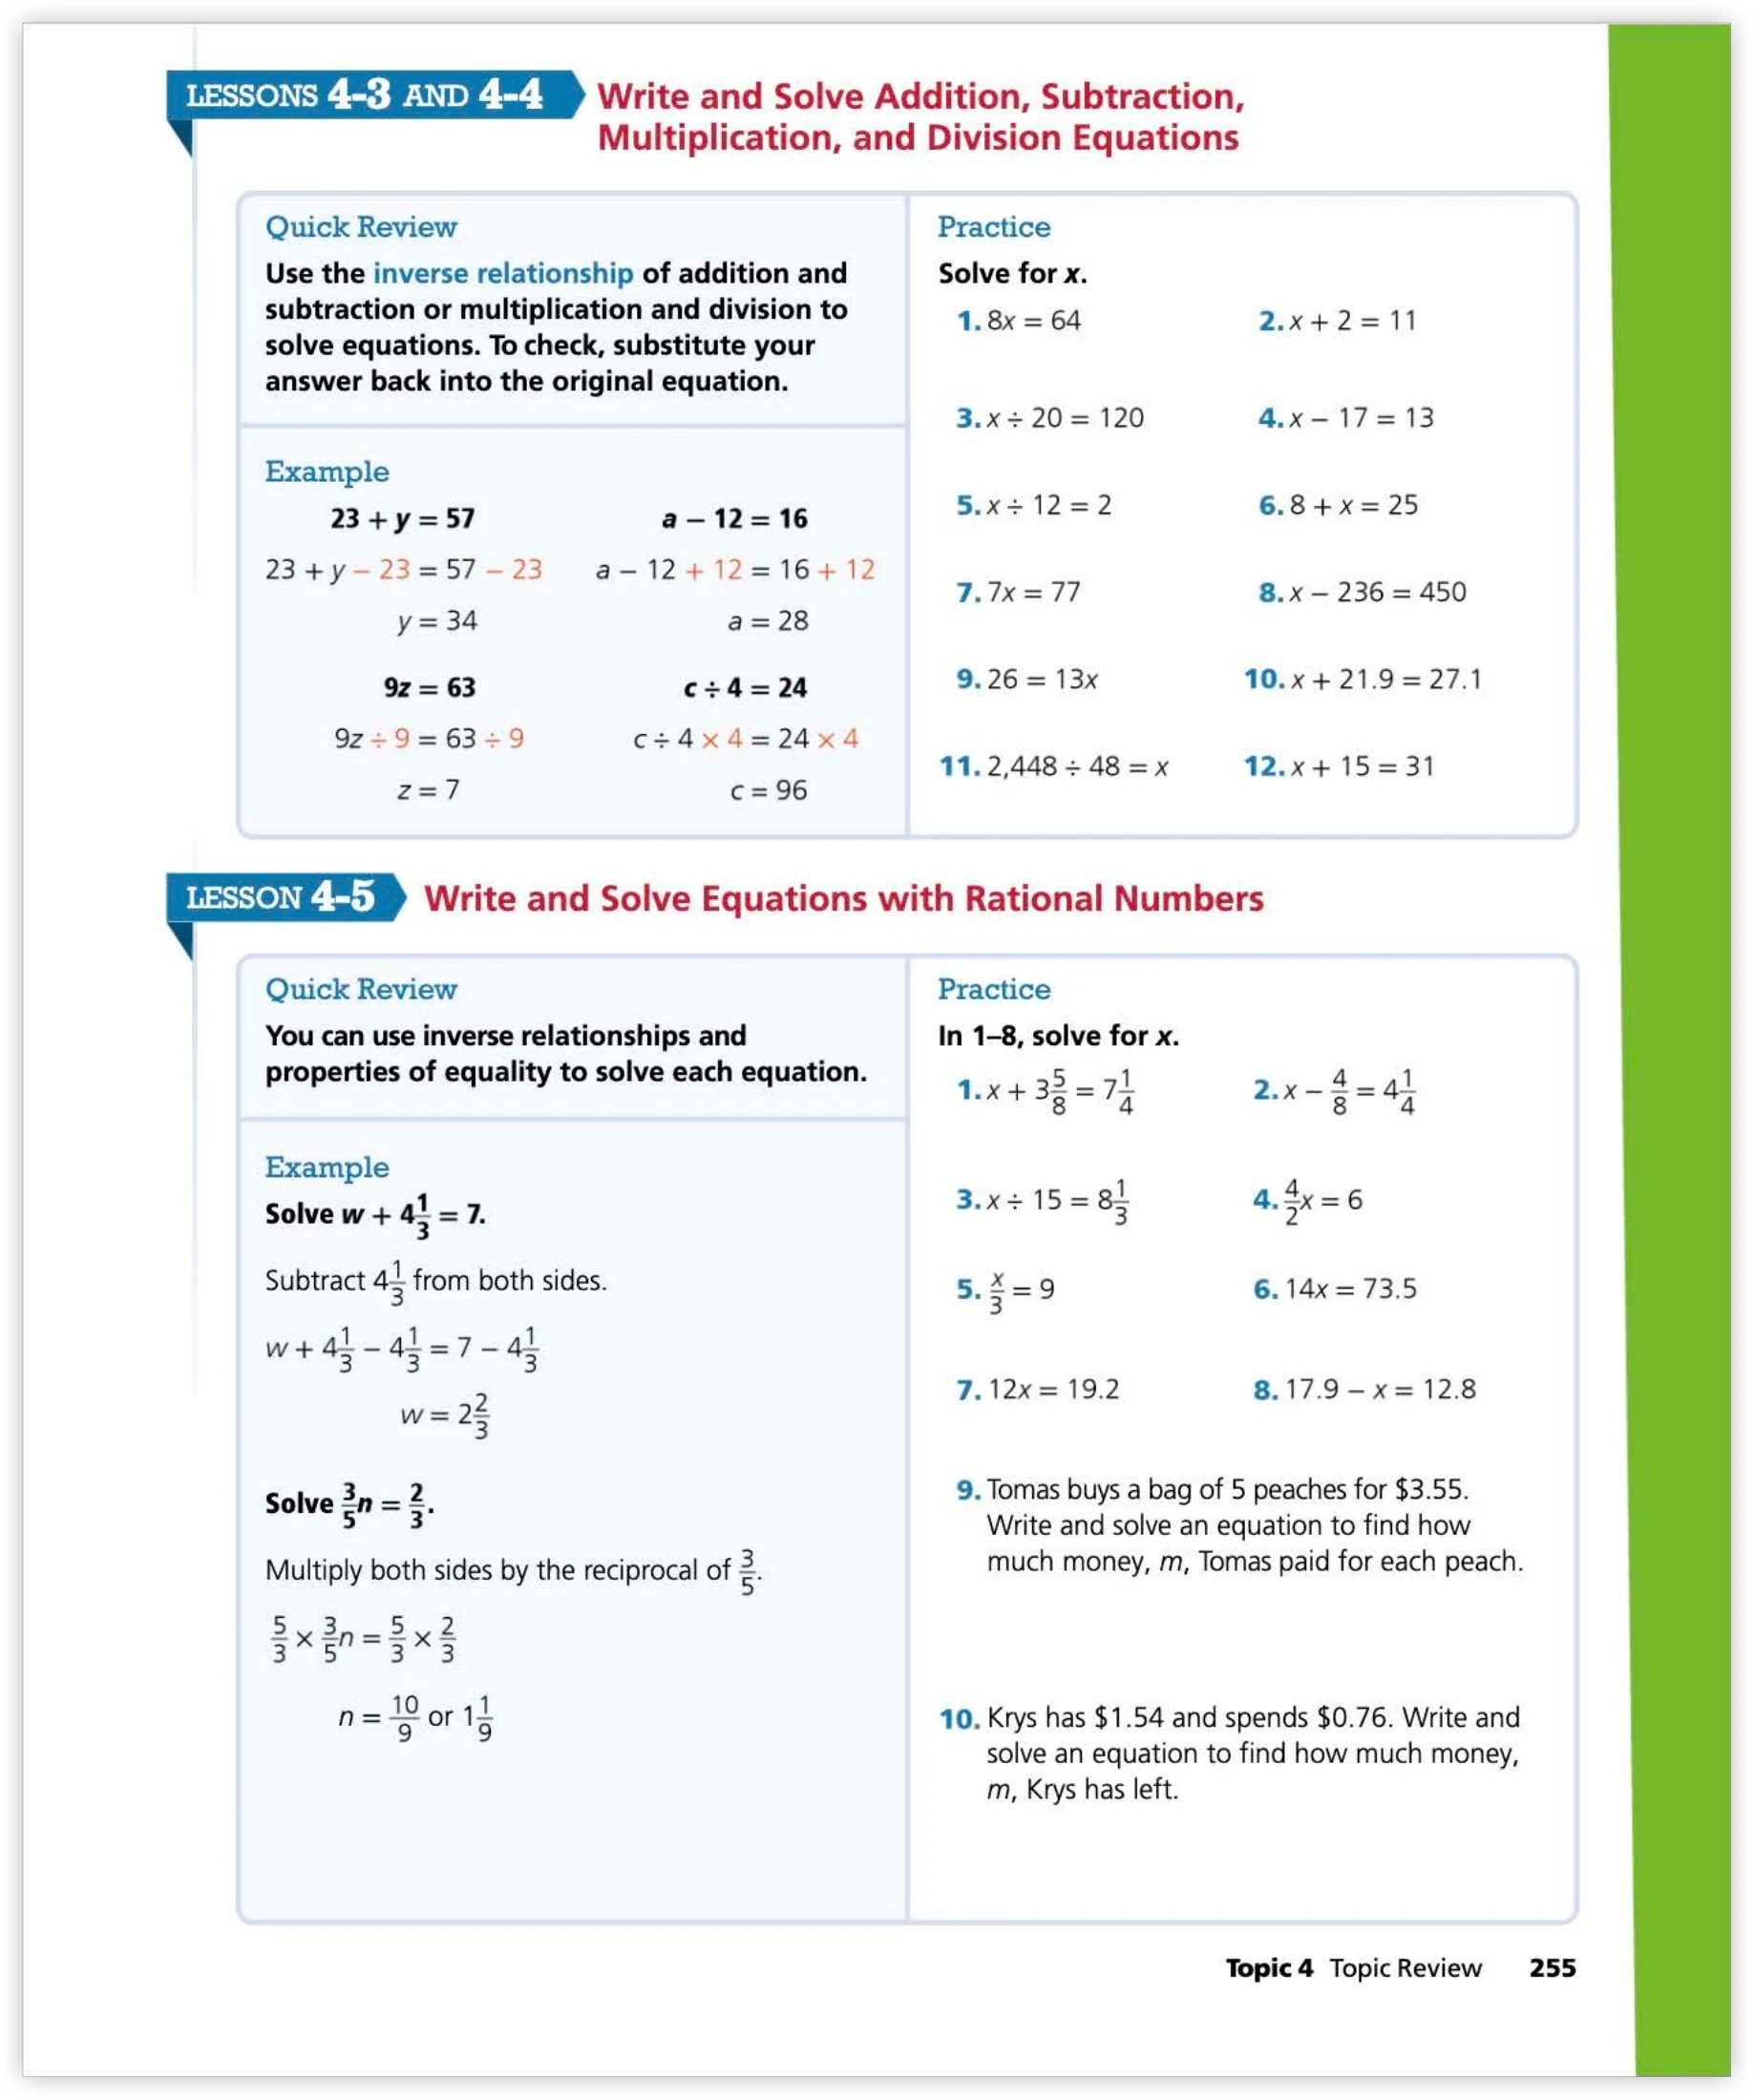 LESSONS 4-3 AND 4-4
Write and Solve Addition, Subtraction,
Multiplication, and Division Equations
Quick Review
Use the inverse relationship of addition and
subtraction or multiplication and division to
solve equations. To check, substitute your
answer back into the original equation.
Example
23 + y = 57
23 + y − 23 = 57 − 23
y = 34
a − 12 = 16
a − 12 + 12 = 16 + 12
a = 28
9z = 63
9z ÷ 9 = 63 ÷ 9
z = 7
c ÷ 4 = 24
c ÷ 4 × 4 = 24 × 4
c = 96
Practice
Solve for x.
1. 8x = 64
2. x + 2 = 11
3. x ÷ 20 = 120
4. x − 17 = 13
5. x ÷ 12 = 2
6. 8 + x = 25
7. 7x = 77
8. x − 236 = 450
9. 26 = 13x
10. x + 21.9 = 27.1
11. 2,448 ÷ 48 = x
12. x + 15 = 31
LESSON 4-5
Write and Solve Equations with Rational Numbers
Quick Review
You can use inverse relationships and
properties of equality to solve each equation.
Example
Solve w + 4 1/3 = 7.
Subtract 4 1/3 from both sides.
w + 4 1/3 − 4 1/3 = 7 − 4 1/3
w = 2 2/3
Solve 3/5 n = 2/3.
Multiply both sides by the reciprocal of 3/5.
5/3 × 3/5 n = 5/3 × 2/3
n = 10/9 or 1 1/9
Practice
In 1–8, solve for x.
1. x + 3 5/8 = 7 1/4
2. x − 4/8 = 4 1/4
3. x ÷ 15 = 8 1/3
4. 4/2 x = 6
5. x/3 = 9
6. 14x = 73.5
7. 12x = 19.2
8. 17.9 − x = 12.8
9. Tomas buys a bag of 5 peaches for $3.55.
Write and solve an equation to find how
much money, m, Tomas paid for each peach.
10. Krys has $1.54 and spends $0.76. Write and
solve an equation to find how much money,
m, Krys has left.
Topic 4 Topic Review 255